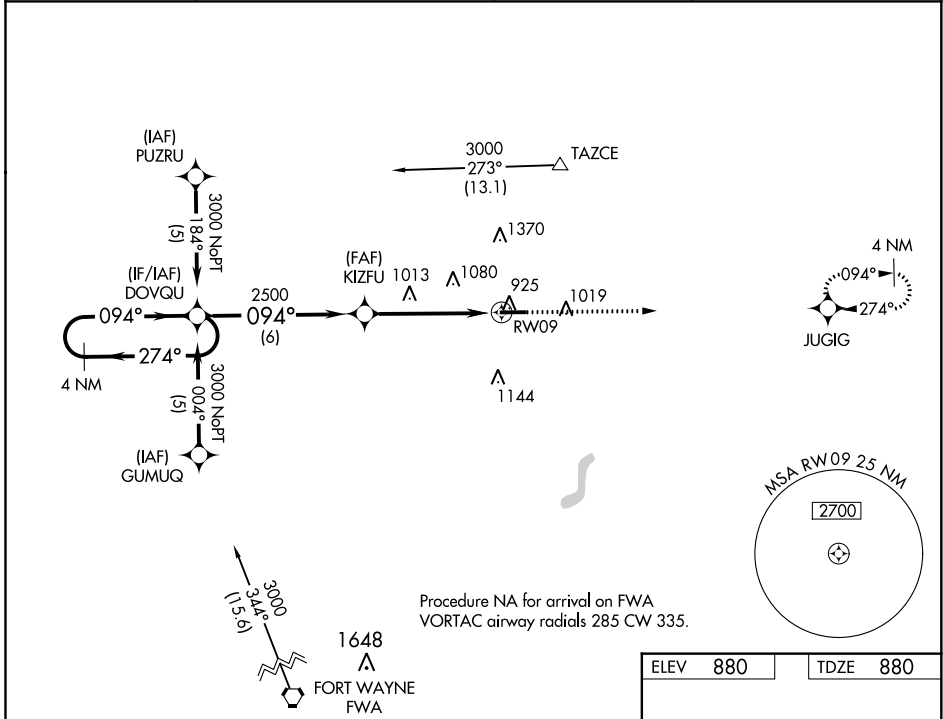 (IAF)
PUZRU
3000 NoPT
184°
(5)
3000
273°
(13.1)
TAZCE
1370
(IF/IAF)
DOVQU
2500
094°
(6)
(FAF)
KIZFU
1013
1080
925
1019
RW09
4 NM
094°
274°
JUGIG
094°
274°
4 NM
3000 NoPT
004°
(5)
(IAF)
GUMUQ
1144
MSA RW09 25 NM
2700
3000
344°
(15.6)
Procedure NA for arrival on FWA
VORTAC airway radials 285 CW 335.
1648
FORT WAYNE
FWA
ELEV 880
TDZE 880